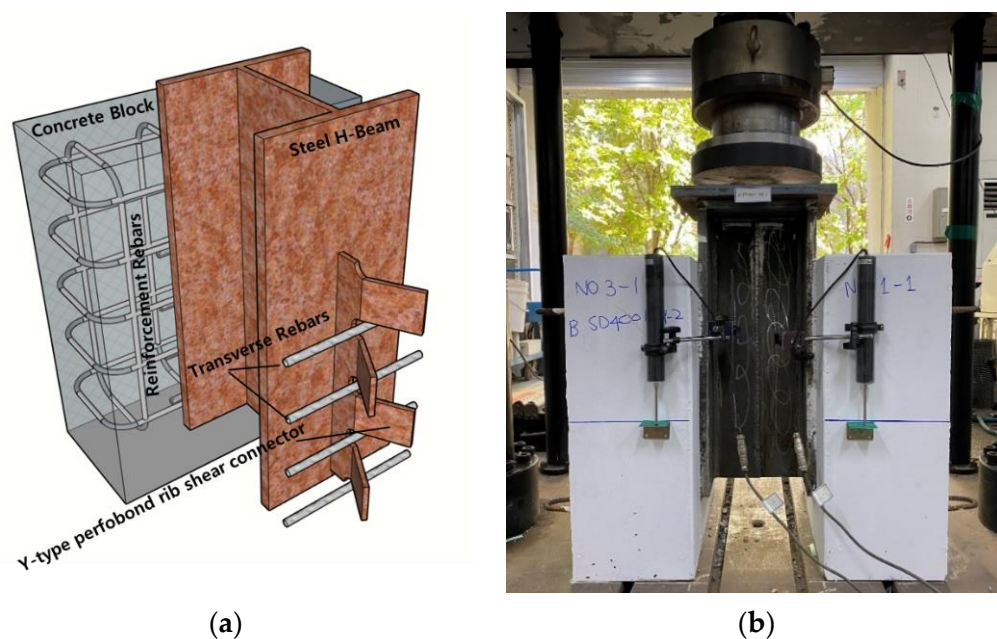 Concrete Block
Steel H-Beam
Reinforcement Rebars
Transverse Rebars
Y-type perfobond rib shear connector
NO 3-1
B SD400
1-1
(a)
(b)